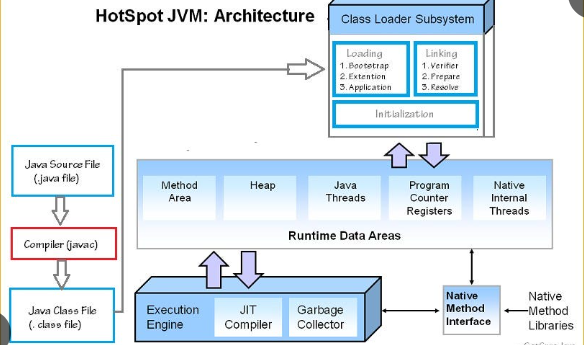 HotSpot JVM: Architecture
Class Loader Subsystem
Loading
1. Bootstrap
2. Extention
3. Application
Linking
1. Verifier
2. Prepare
3. Resolve
Initialization
Java Source File
(.java file)
Compiler (javac)
Java Class File
(. class file)
Method
Area
Heap
Java
Threads
Program
Counter
Registers
Native
Internal
Threads
Runtime Data Areas
Execution
Engine
JIT
Compiler
Garbage
Collector
Native
Method
Interface
Native
Method
Libraries